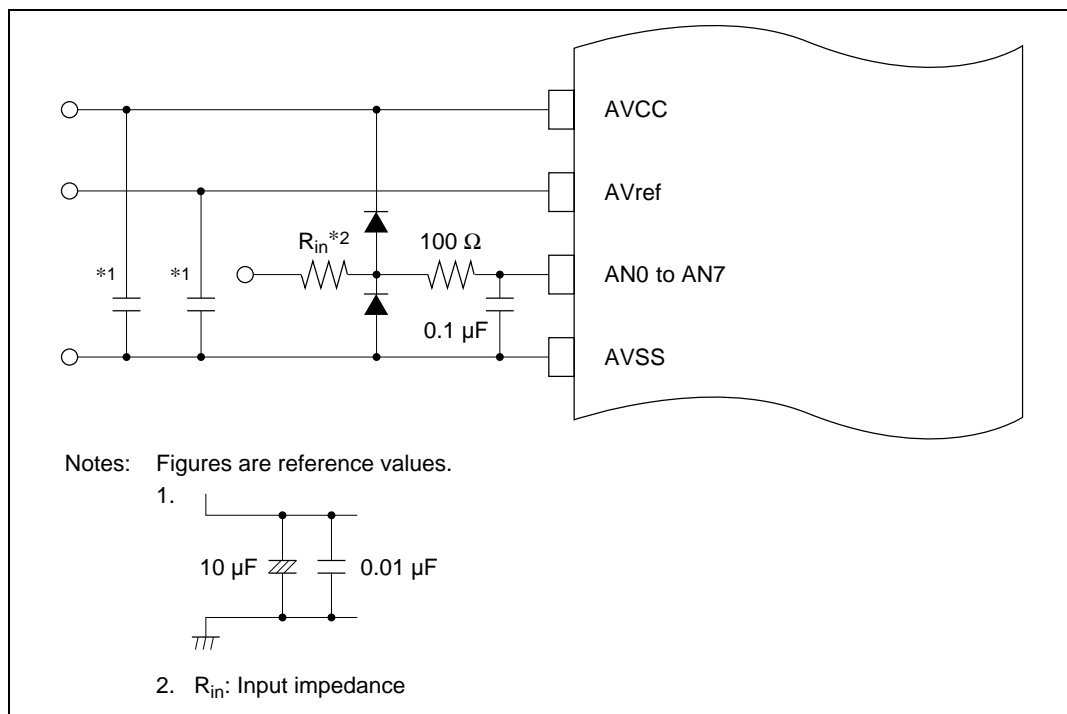 AVCC
AVref
R_in*2
100 Ω
*1
*1
AN0 to AN7
0.1 µF
AVSS
Notes: Figures are reference values.
1.
10 µF
0.01 µF
2. R_in: Input impedance